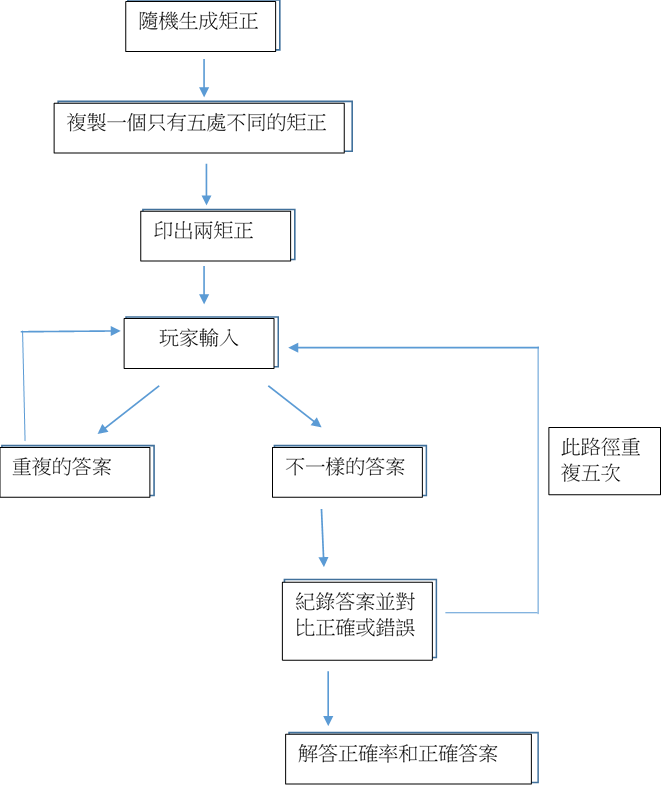 隨機生成矩正
複製一個只有五處不同的矩正
印出兩矩正
玩家輸入
重複的答案
不一樣的答案
此路徑重
複五次
紀錄答案並對
比正確或錯誤
解答正確率和正確答案